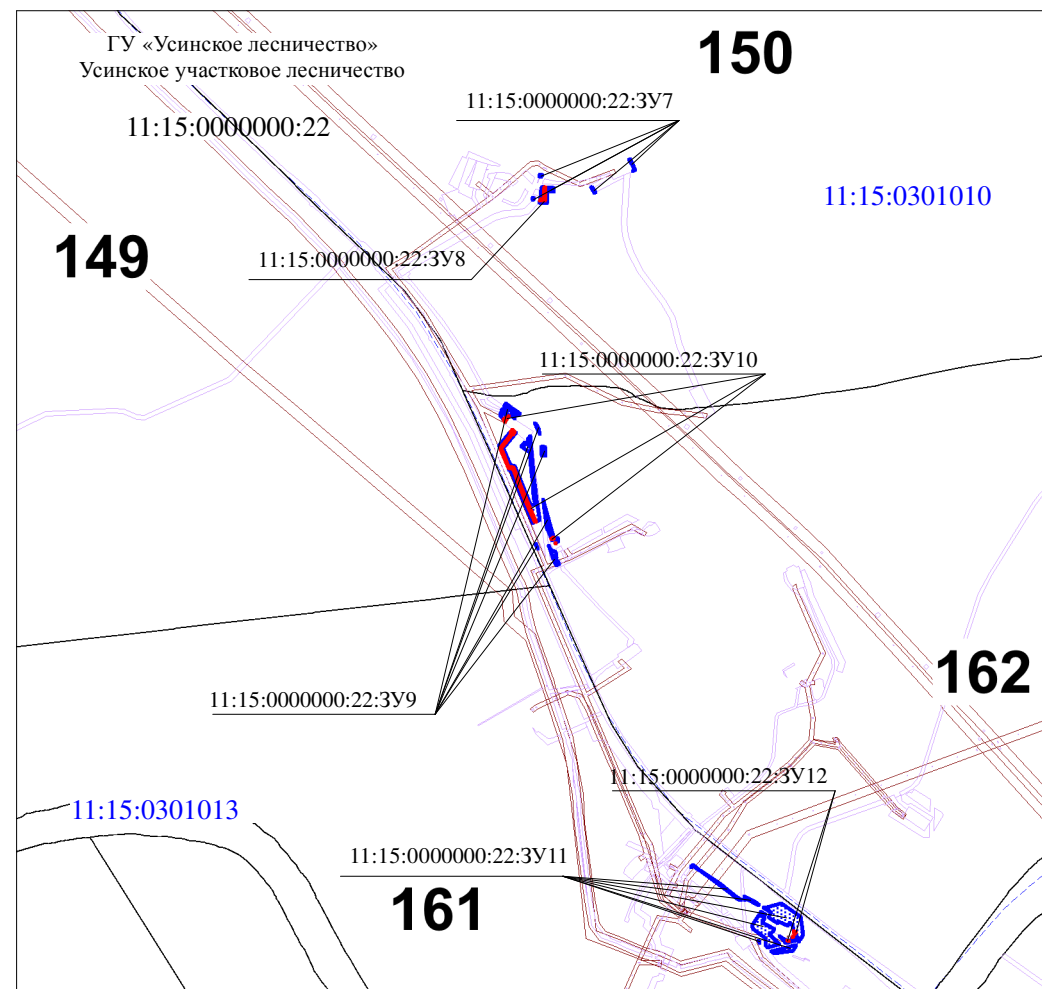 ГУ «Усинское лесничество»
Усинское участковое лесничество
150
11:15:0000000:22:ЗУ7
11:15:0000000:22
11:15:0301010
149
11:15:0000000:22:ЗУ8
11:15:0000000:22:ЗУ10
162
11:15:0000000:22:ЗУ9
11:15:0000000:22:ЗУ12
11:15:0301013
11:15:0000000:22:ЗУ11
161